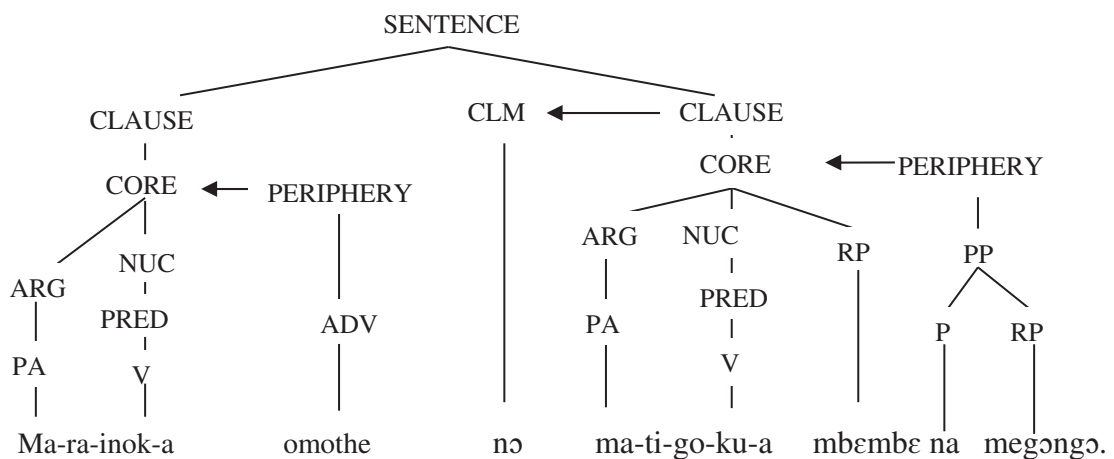 SENTENCE
CLAUSE CLM CLAUSE
CORE PERIPHERY CORE PERIPHERY
ARG NUC ARG NUC RP PP
PA PRED ADV PA PRED P RP
V V
Ma-ra-inok-a omothe nɔ ma-ti-go-ku-a mbɛmbɛ na megɔngɔ.